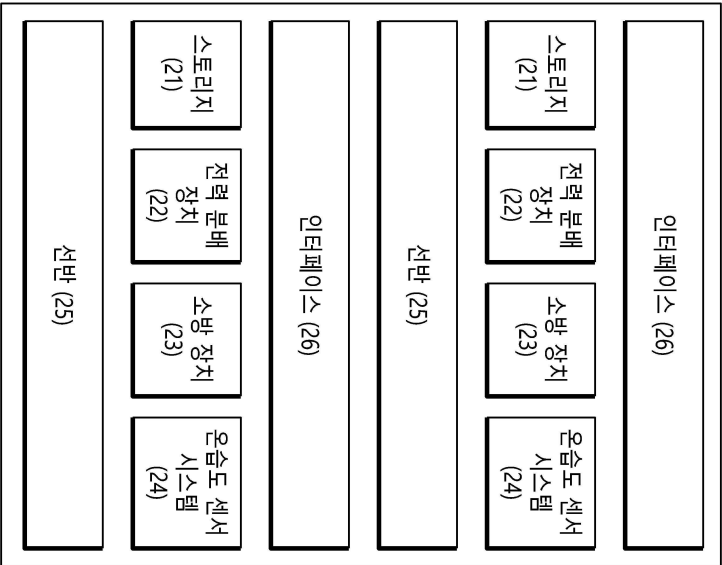 인터페이스 (26)
스토리지
(21)
전력 분배
장치
(22)
소방 장치
(23)
온습도 센서
시스템
(24)
선반 (25)
인터페이스 (26)
스토리지
(21)
전력 분배
장치
(22)
소방 장치
(23)
온습도 센서
시스템
(24)
선반 (25)